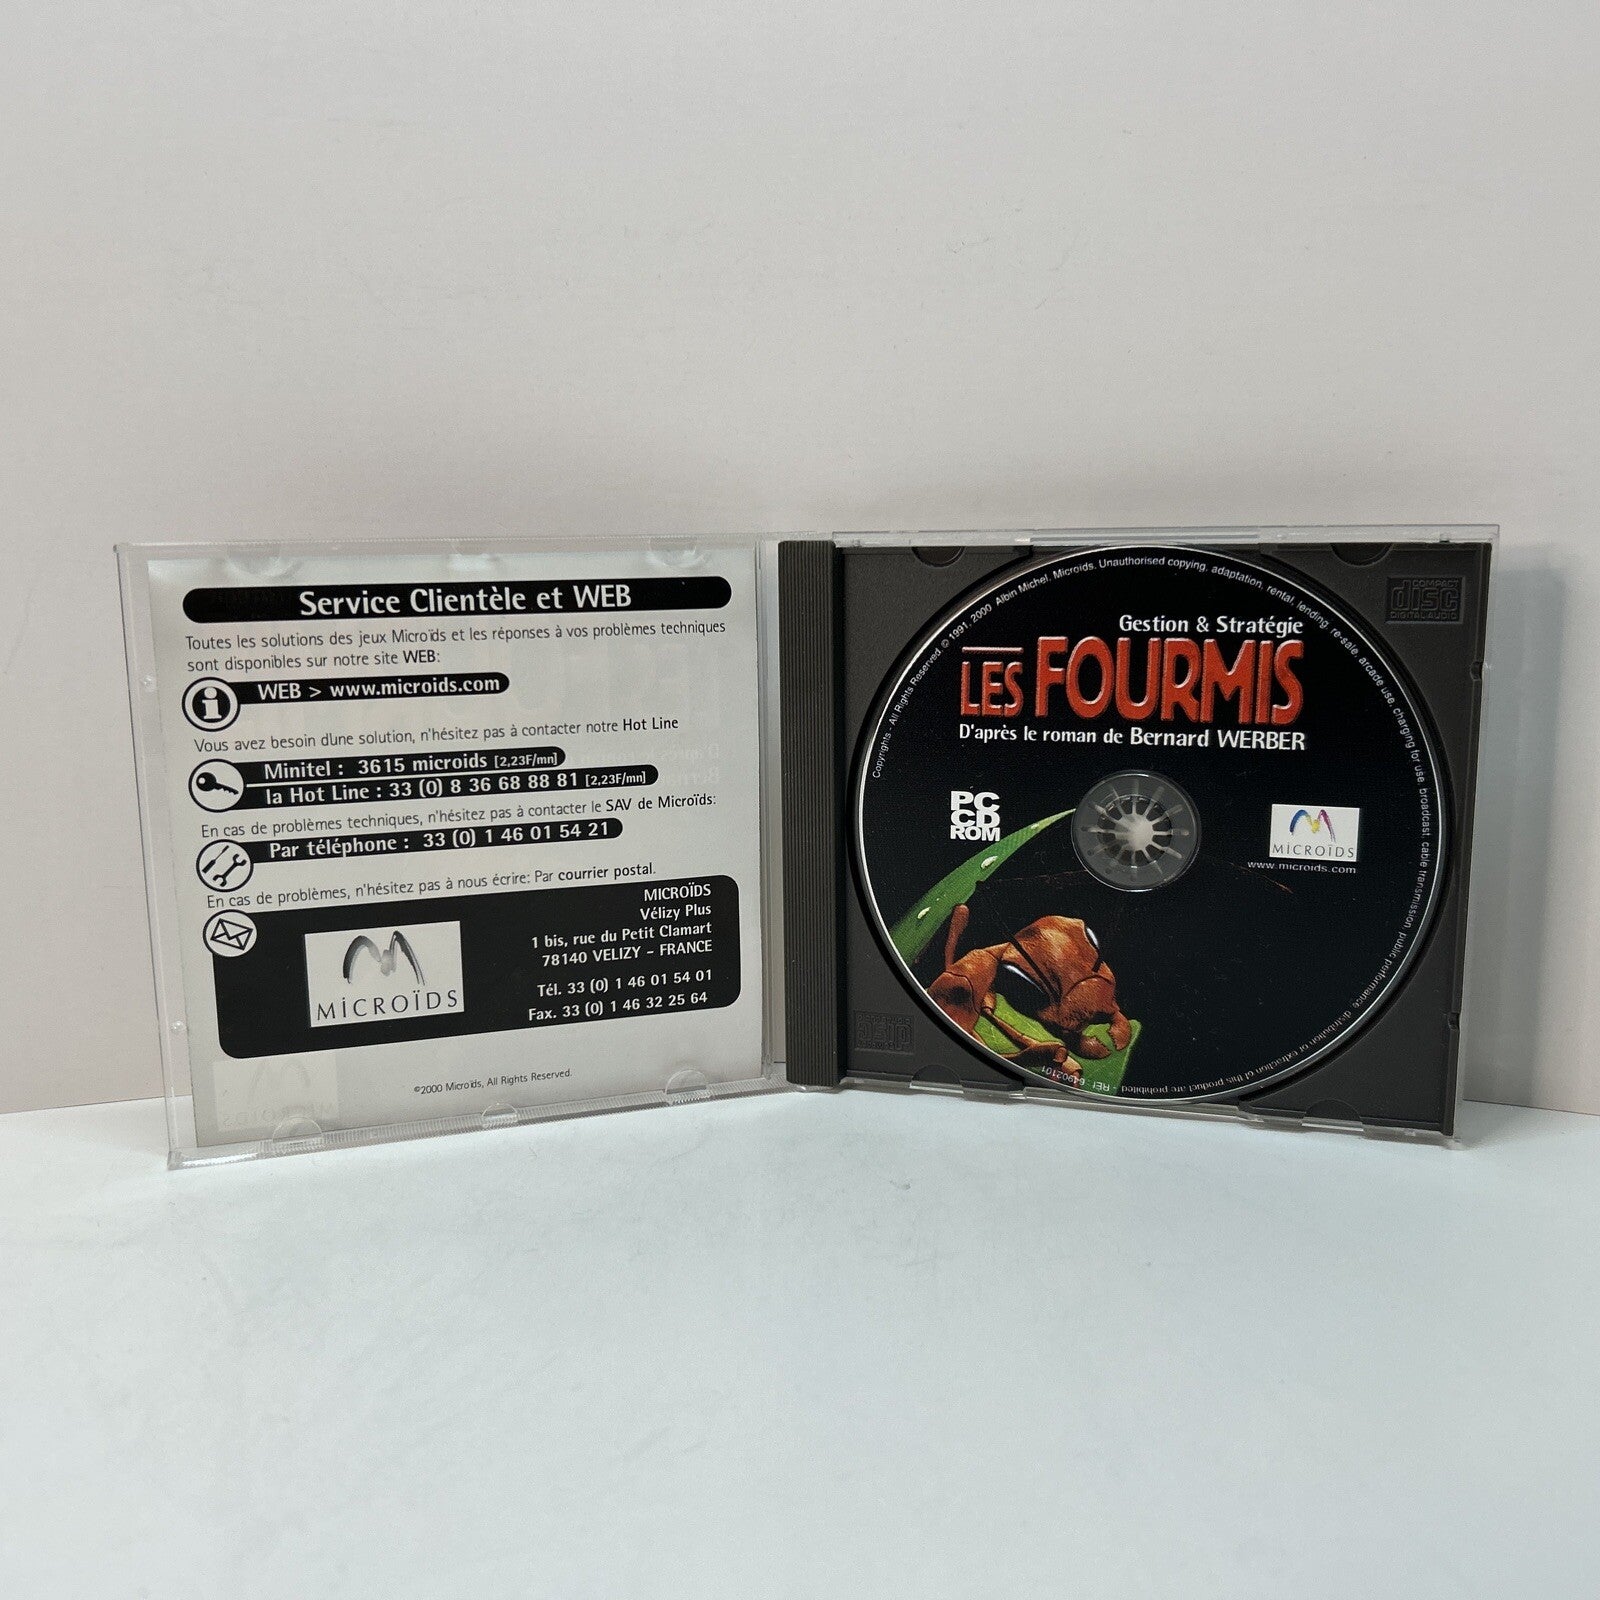 Service Clientèle et WEB
Toutes les solutions des jeux Microïds et les réponses à vos problèmes techniques
sont disponibles sur notre site WEB:
WEB > www.microids.com
Vous avez besoin d'une solution, n'hésitez pas à contacter notre Hot Line
Minitel : 3615 microids [2,23F/mn]
la Hot Line : 33 (0) 8 36 68 88 81 [2,23F/mn]
En cas de problèmes techniques, n'hésitez pas à contacter le SAV de Microïds:
Par téléphone : 33 (0) 1 46 01 54 21
En cas de problèmes, n'hésitez pas à nous écrire: Par courrier postal.
MICROÏDS
MICROÏDS
Vélizy Plus
1 bis, rue du Petit Clamart
78140 VELIZY - FRANCE
Tél. 33 (0) 1 46 01 54 01
Fax. 33 (0) 1 46 32 25 64
©2000 Microïds, All Rights Reserved.
Copyrights - All Rights Reserved. © 1991, 2000 Albin Michel, Microïds. Unauthorised copying, adaptation, rental, lending, re-sale, arcade use, charging for use, broadcast, cable transmission, public performance, distribution or extraction of this product are prohibited - REF : 64902101
Gestion & Stratégie
LES FOURMIS
D'après le roman de Bernard WERBER
PC
CD
ROM
MICROÏDS
www.microids.com
COMPACT
disc
DIGITAL AUDIO